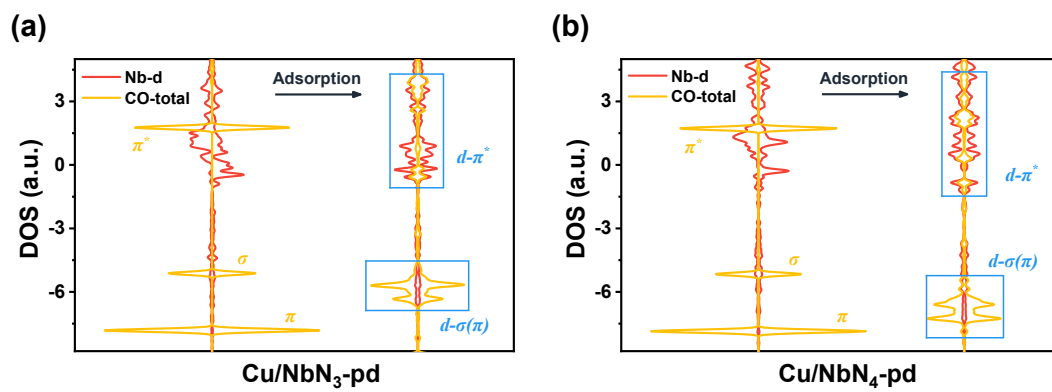 (a)
Nb-d
CO-total
Adsorption
π*
d-π*
σ
π
d-σ(π)
3
0
-3
-6
DOS (a.u.)
Cu/NbN₃-pd
(b)
Nb-d
CO-total
Adsorption
π*
d-π*
σ
π
d-σ(π)
3
0
-3
-6
DOS (a.u.)
Cu/NbN₄-pd